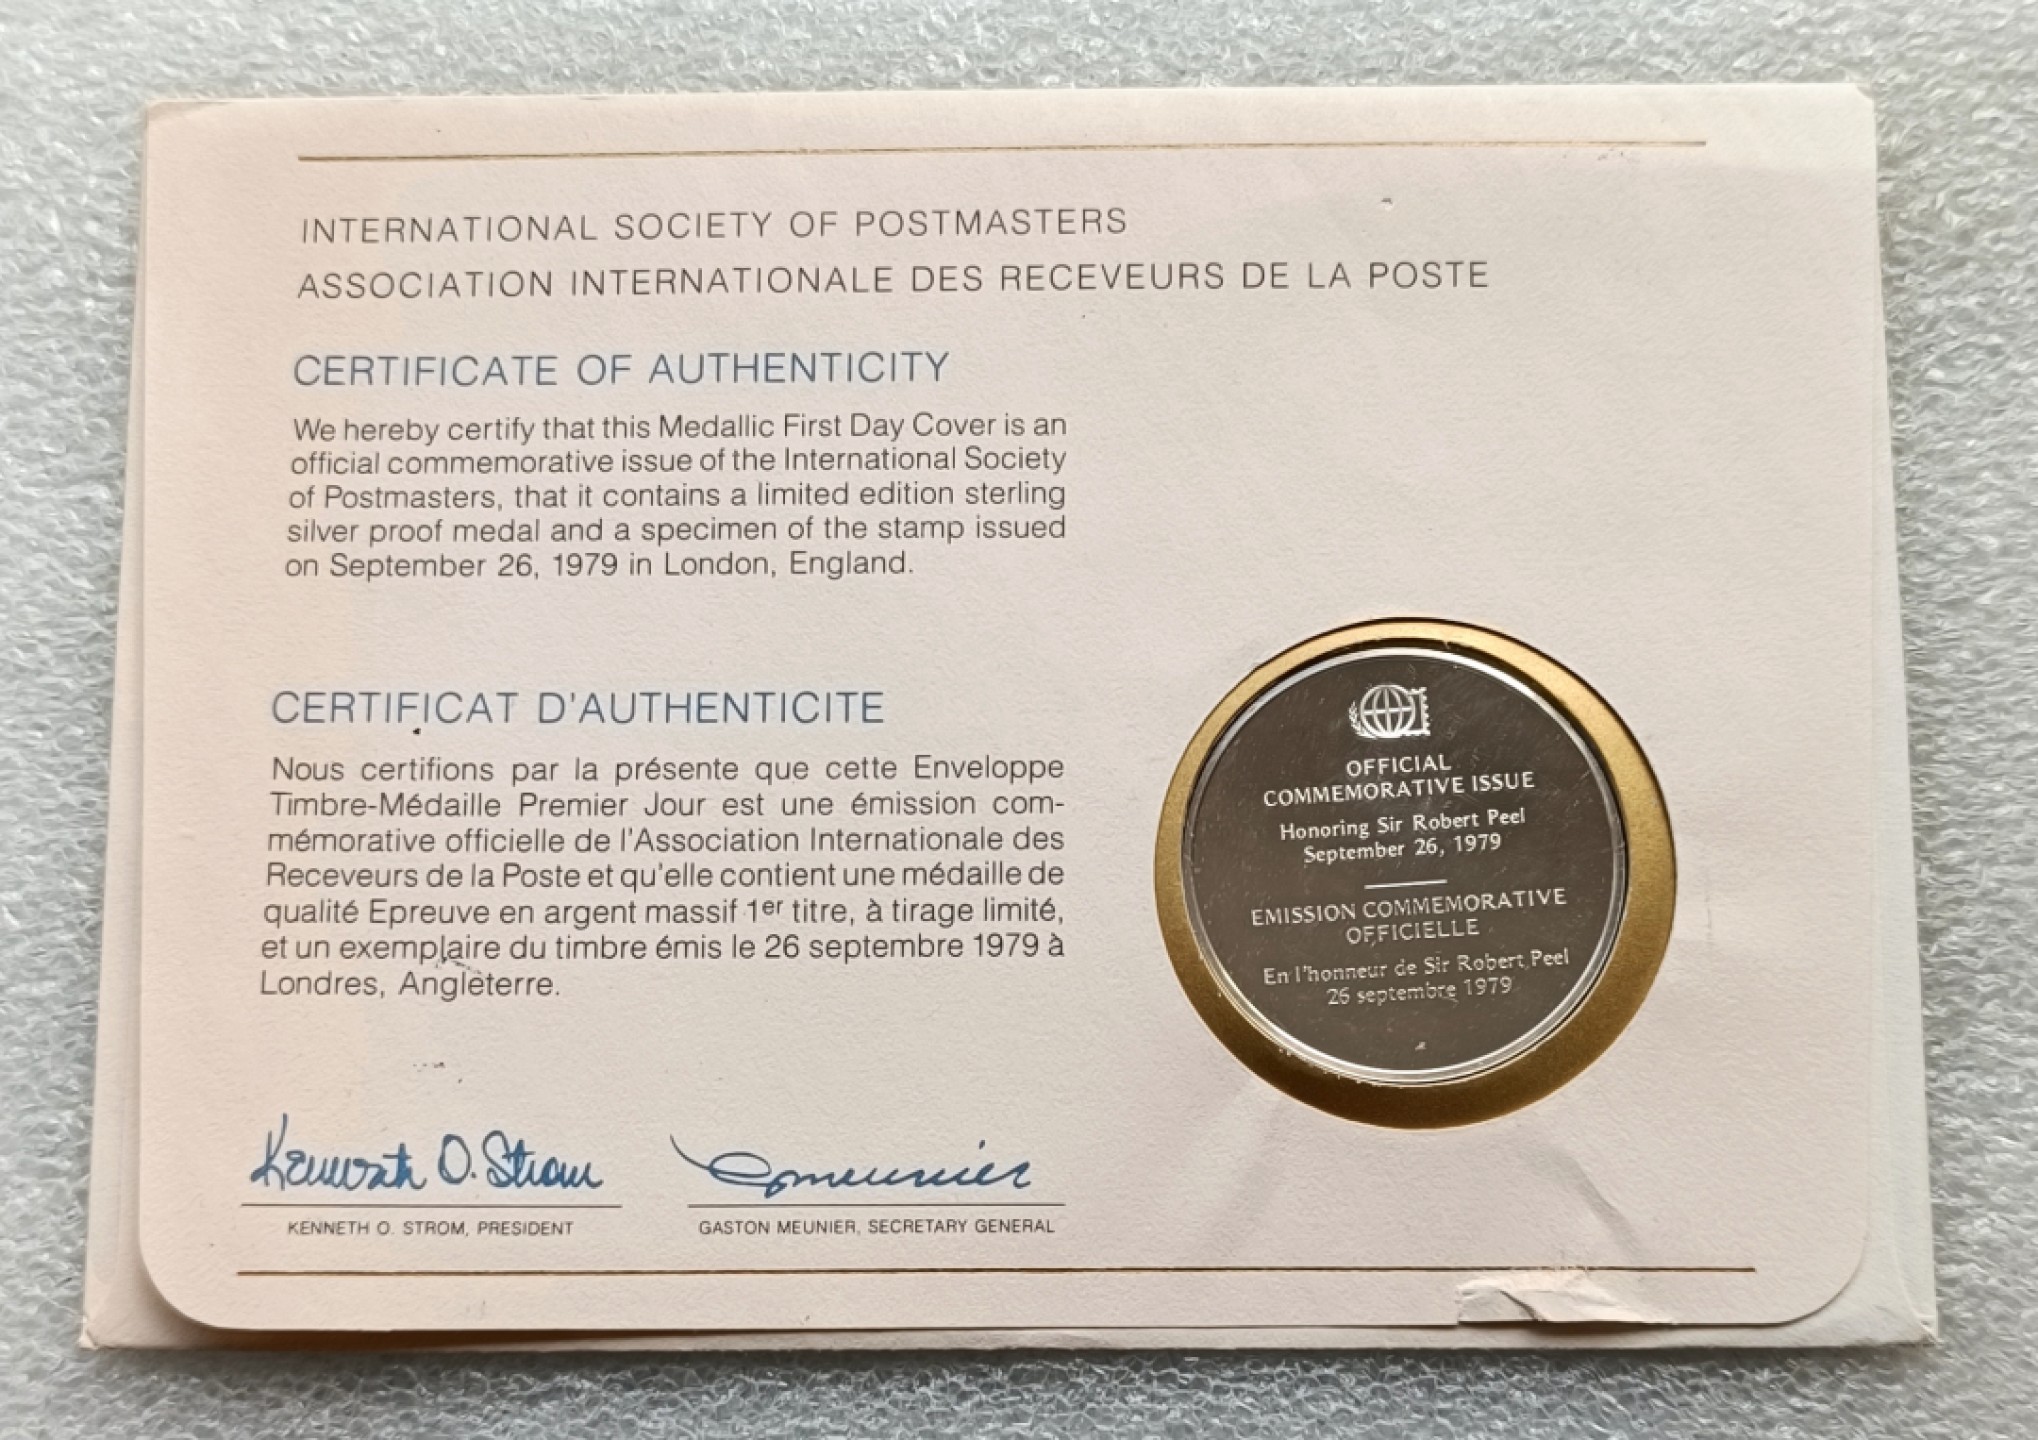 INTERNATIONAL SOCIETY OF POSTMASTERS
ASSOCIATION INTERNATIONALE DES RECEVEURS DE LA POSTE
CERTIFICATE OF AUTHENTICITY
We hereby certify that this Medallic First Day Cover is an
official commemorative issue of the International Society
of Postmasters, that it contains a limited edition sterling
silver proof medal and a specimen of the stamp issued
on September 26, 1979 in London, England.
CERTIFICAT D'AUTHENTICITE
Nous certifions par la présente que cette Enveloppe
Timbre-Médaille Premier Jour est une émission com-
mémorative officielle de l'Association Internationale des
Receveurs de la Poste et qu'elle contient une médaille de
qualité Epreuve en argent massif 1er titre, à tirage limité,
et un exemplaire du timbre émis le 26 septembre 1979 à
Londres, Angleterre.
Kenneth O. Strom
GMeunier
KENNETH O. STROM, PRESIDENT
GASTON MEUNIER, SECRETARY GENERAL
OFFICIAL
COMMEMORATIVE ISSUE
Honoring Sir Robert Peel
September 26, 1979
EMISSION COMMEMORATIVE
OFFICIELLE
En l'honneur de Sir Robert Peel
26 septembre 1979